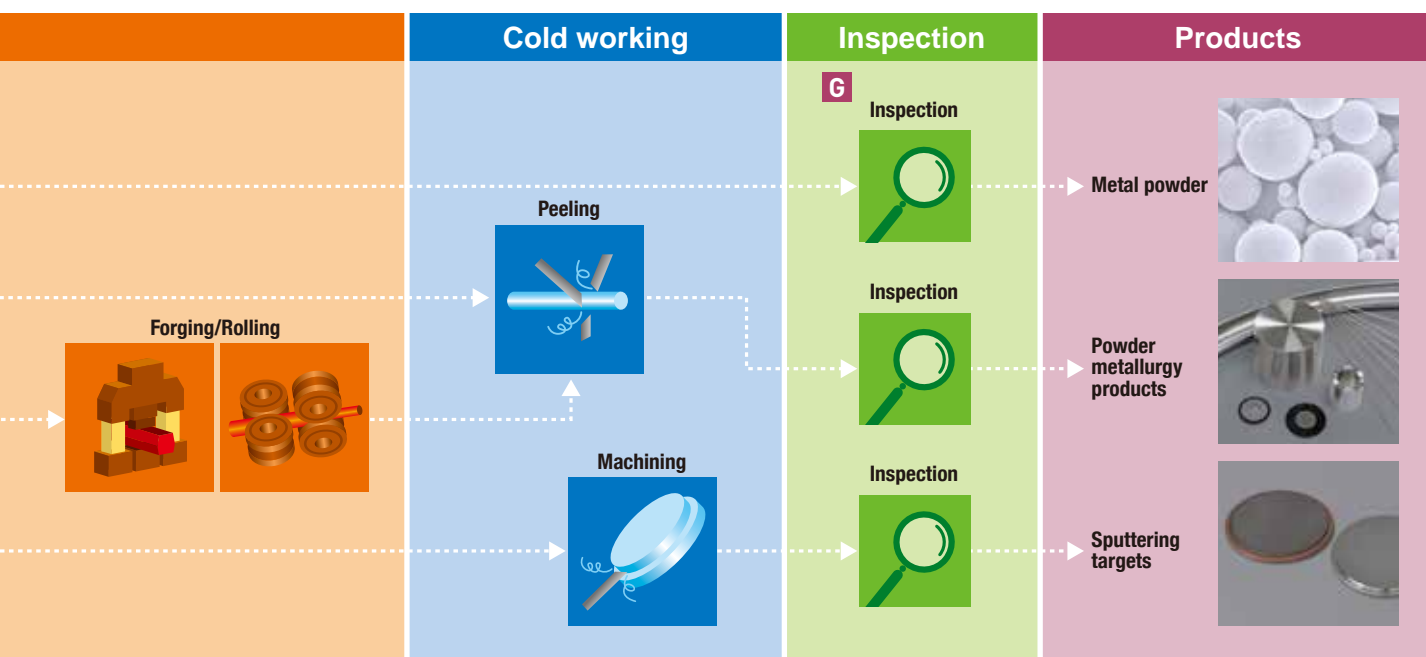 Cold working
Inspection
Products
G
Inspection
Metal powder
Peeling
Inspection
Forging/Rolling
Powder
metallurgy
products
Machining
Inspection
Sputtering
targets